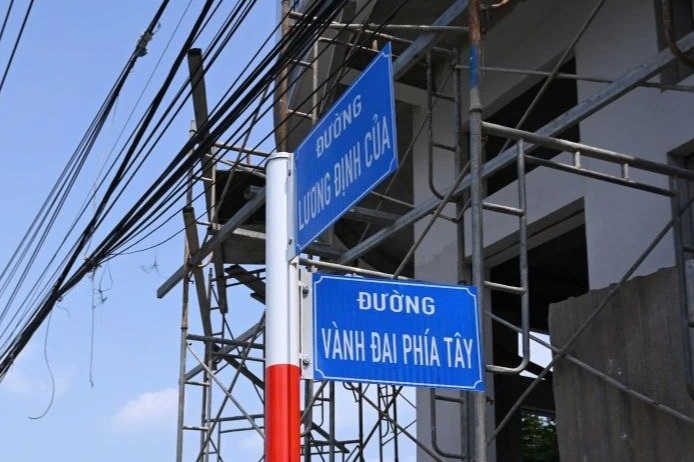 ĐƯỜNG
LƯƠNG ĐỊNH CỦA
ĐƯỜNG
VÀNH ĐAI PHÍA TÂY